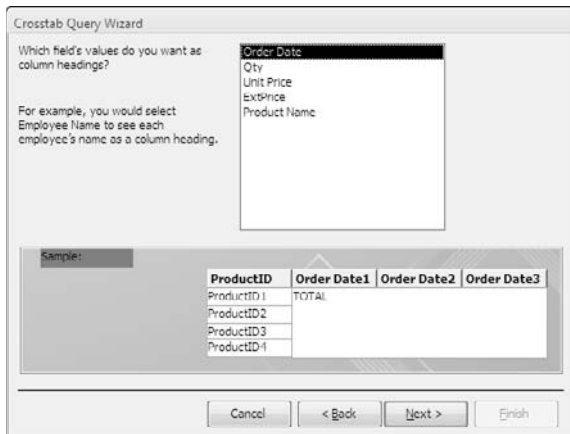 Crosstab Query Wizard
Which field's values do you want as
column headings?
For example, you would select
Employee Name to see each
employee's name as a column heading.
Order Date
Qty
Unit Price
ExtPrice
Product Name
Sample:
ProductID Order Date1 Order Date2 Order Date3
ProductID1 TOTAL
ProductID2
ProductID3
ProductID4
Cancel < Back Next > Finish